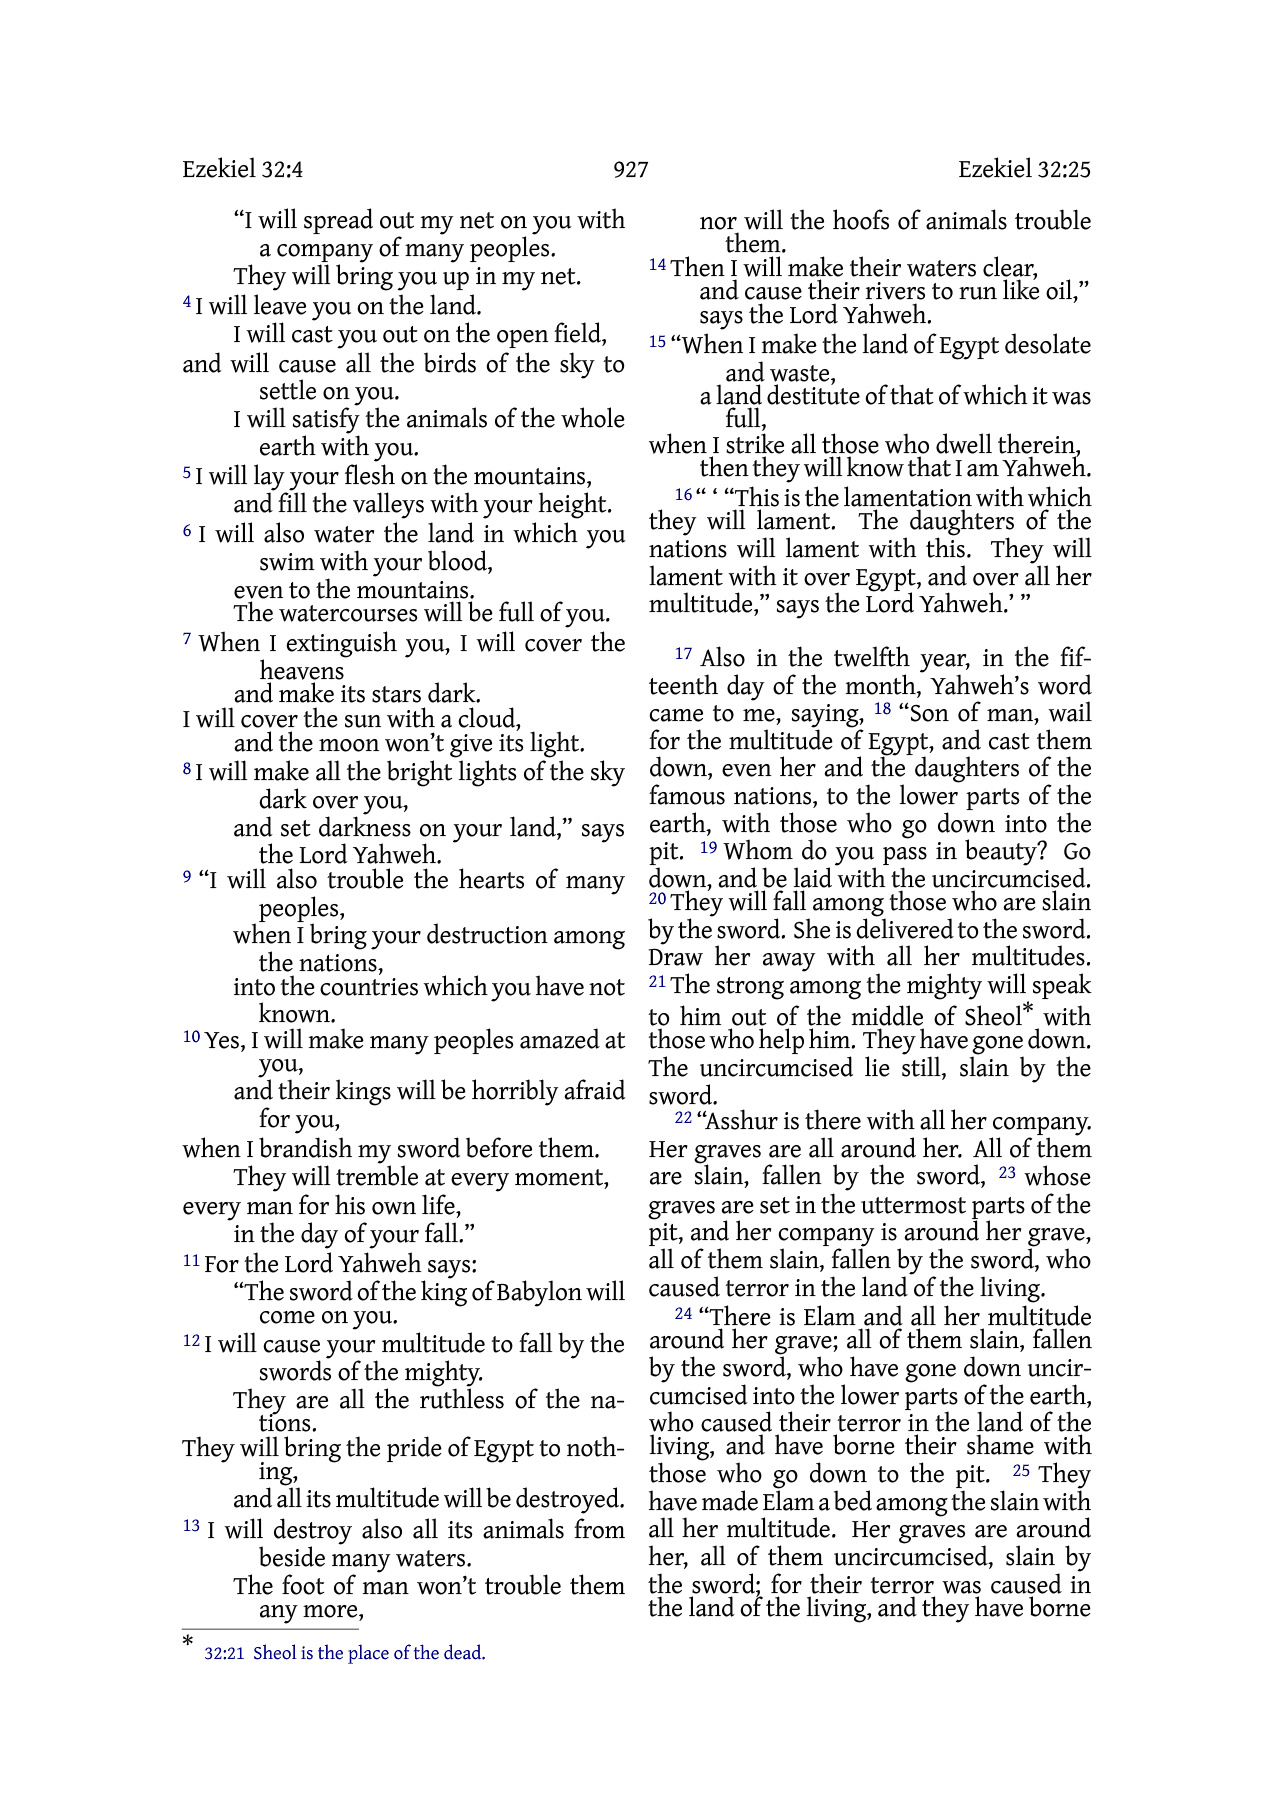 Ezekiel 32:4 927 Ezekiel 32:25
“I will spread out my net on you with
a company of many peoples.
They will bring you up in my net.
4 I will leave you on the land.
I will cast you out on the open field,
and will cause all the birds of the sky to
settle on you.
I will satisfy the animals of the whole
earth with you.
5 I will lay your flesh on the mountains,
and fill the valleys with your height.
6 I will also water the land in which you
swim with your blood,
even to the mountains.
The watercourses will be full of you.
7 When I extinguish you, I will cover the
heavens
and make its stars dark.
I will cover the sun with a cloud,
and the moon won’t give its light.
8 I will make all the bright lights of the sky
dark over you,
and set darkness on your land,” says
the Lord Yahweh.
9 “I will also trouble the hearts of many
peoples,
when I bring your destruction among
the nations,
into the countries which you have not
known.
10 Yes, I will make many peoples amazed at
you,
and their kings will be horribly afraid
for you,
when I brandish my sword before them.
They will tremble at every moment,
every man for his own life,
in the day of your fall.”
11 For the Lord Yahweh says:
“The sword of the king of Babylon will
come on you.
12 I will cause your multitude to fall by the
swords of the mighty.
They are all the ruthless of the na-
tions.
They will bring the pride of Egypt to noth-
ing,
and all its multitude will be destroyed.
13 I will destroy also all its animals from
beside many waters.
The foot of man won’t trouble them
any more,
nor will the hoofs of animals trouble
them.
14 Then I will make their waters clear,
and cause their rivers to run like oil,”
says the Lord Yahweh.
15 “When I make the land of Egypt desolate
and waste,
a land destitute of that of which it was
full,
when I strike all those who dwell therein,
then they will know that I am Yahweh.
16 “ ‘ “This is the lamentation with which
they will lament. The daughters of the
nations will lament with this. They will
lament with it over Egypt, and over all her
multitude,” says the Lord Yahweh.’ ”
17 Also in the twelfth year, in the fif-
teenth day of the month, Yahweh’s word
came to me, saying, 18 “Son of man, wail
for the multitude of Egypt, and cast them
down, even her and the daughters of the
famous nations, to the lower parts of the
earth, with those who go down into the
pit. 19 Whom do you pass in beauty? Go
down, and be laid with the uncircumcised.
20 They will fall among those who are slain
by the sword. She is delivered to the sword.
Draw her away with all her multitudes.
21 The strong among the mighty will speak
to him out of the middle of Sheol* with
those who help him. They have gone down.
The uncircumcised lie still, slain by the
sword.
22 “Asshur is there with all her company.
Her graves are all around her. All of them
are slain, fallen by the sword, 23 whose
graves are set in the uttermost parts of the
pit, and her company is around her grave,
all of them slain, fallen by the sword, who
caused terror in the land of the living.
24 “There is Elam and all her multitude
around her grave; all of them slain, fallen
by the sword, who have gone down uncir-
cumcised into the lower parts of the earth,
who caused their terror in the land of the
living, and have borne their shame with
those who go down to the pit. 25 They
have made Elam a bed among the slain with
all her multitude. Her graves are around
her, all of them uncircumcised, slain by
the sword; for their terror was caused in
the land of the living, and they have borne
* 32:21 Sheol is the place of the dead.